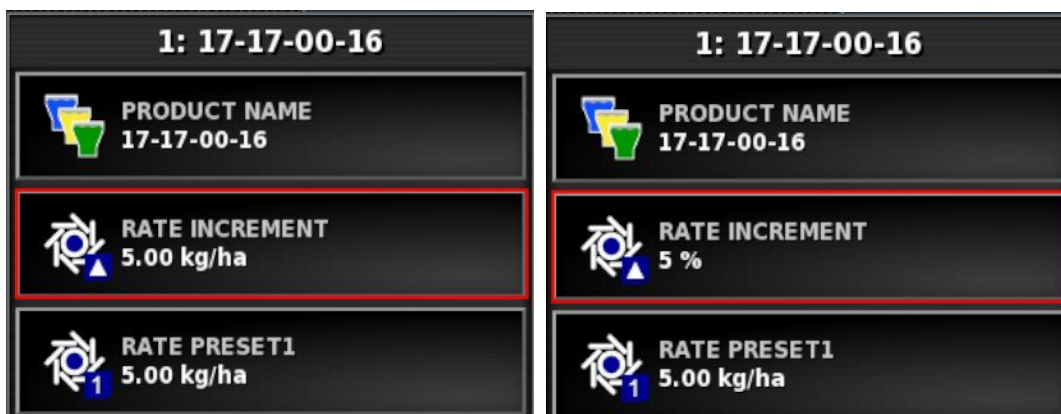 1: 17-17-00-16
PRODUCT NAME
17-17-00-16
RATE INCREMENT
5.00 kg/ha
RATE PRESET1
5.00 kg/ha
1
1: 17-17-00-16
PRODUCT NAME
17-17-00-16
RATE INCREMENT
5 %
RATE PRESET1
5.00 kg/ha
1